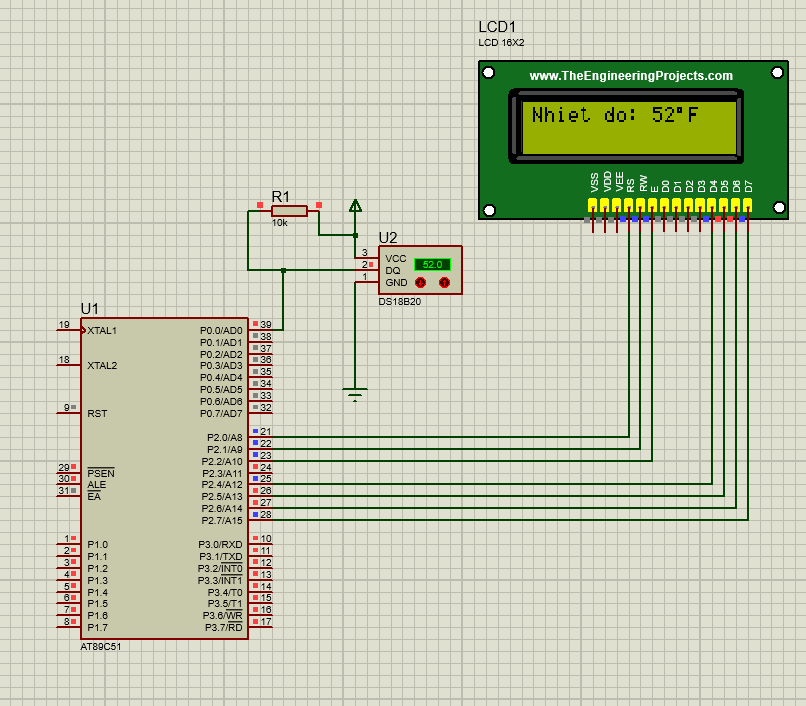 LCD1
LCD 16X2
www.TheEngineeringProjects.com
Nhiet do: 52°F
VSS VDD VEE RS RW E D0 D1 D2 D3 D4 D5 D6 D7
R1
10k
U2
3 VCC
2 DQ 52.0
1 GND
DS18B20
U1
19 XTAL1 P0.0/AD0 39
P0.1/AD1 38
P0.2/AD2 37
18 XTAL2 P0.3/AD3 36
P0.4/AD4 35
P0.5/AD5 34
P0.6/AD6 33
9 RST P0.7/AD7 32
P2.0/A8 21
P2.1/A9 22
P2.2/A10 23
29 PSEN P2.3/A11 24
30 ALE P2.4/A12 25
31 EA P2.5/A13 26
P2.6/A14 27
P2.7/A15 28
1 P1.0 P3.0/RXD 10
2 P1.1 P3.1/TXD 11
3 P1.2 P3.2/INT0 12
4 P1.3 P3.3/INT1 13
5 P1.4 P3.4/T0 14
6 P1.5 P3.5/T1 15
7 P1.6 P3.6/WR 16
8 P1.7 P3.7/RD 17
AT89C51